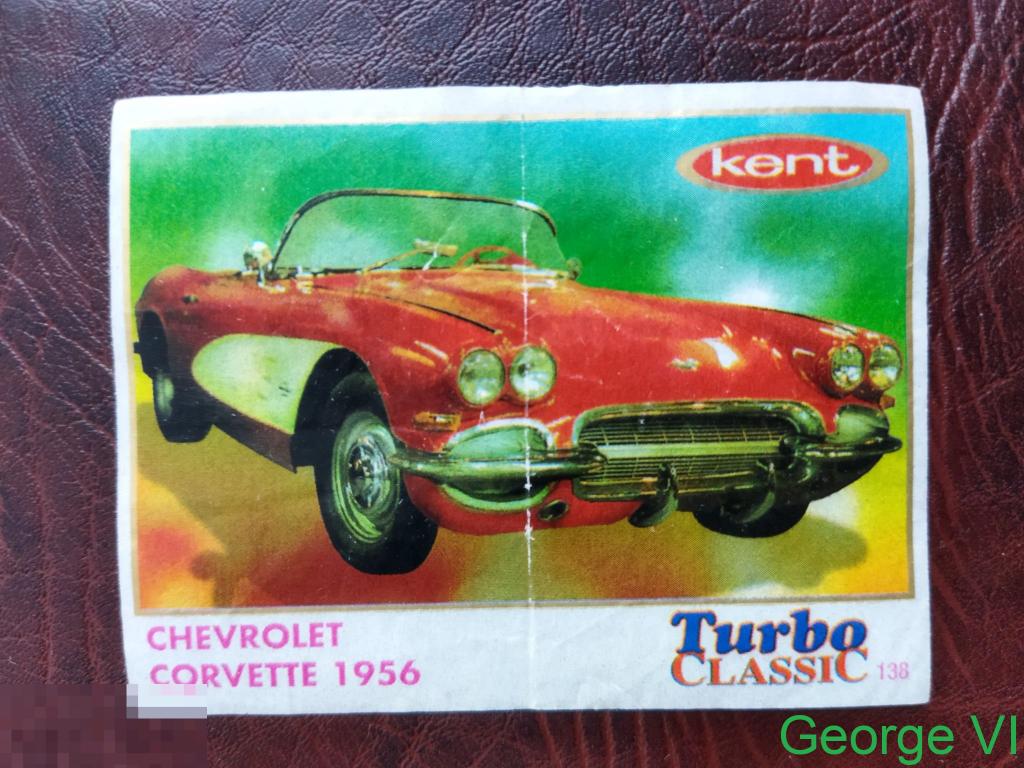 kent
CHEVROLET
CORVETTE 1956
Turbo
CLASSIC 138
George VI